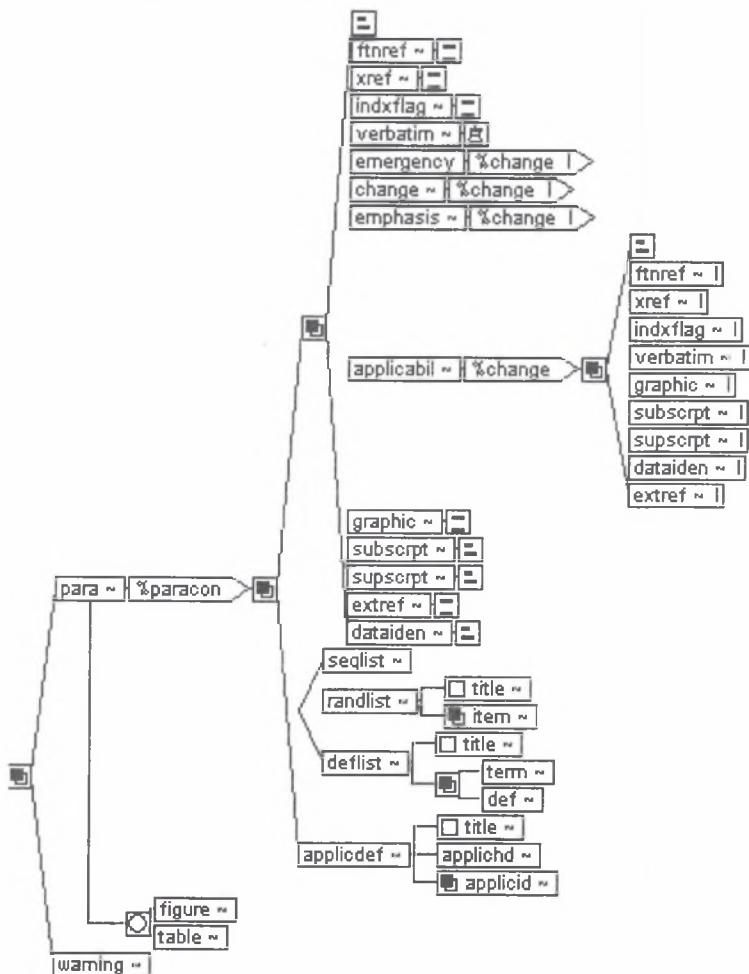 ftnref ~
xref ~
indxflag ~
verbatim ~
emergency %change |
change ~ %change |
emphasis ~ %change |
ftnref ~ |
xref ~ |
indxflag ~ |
verbatim ~ |
applicabil ~ %change
graphic ~ |
subscrpt ~ |
supscrpt ~ |
dataiden ~ |
extref ~ |
graphic ~
subscrpt ~
supscrpt ~
extref ~
dataiden ~
para ~ %paracon
seqlist ~
title ~
randlist ~
item ~
title ~
deflist ~
term ~
def ~
title ~
applicdef ~
applichd ~
applicid ~
figure ~
table ~
warning ~